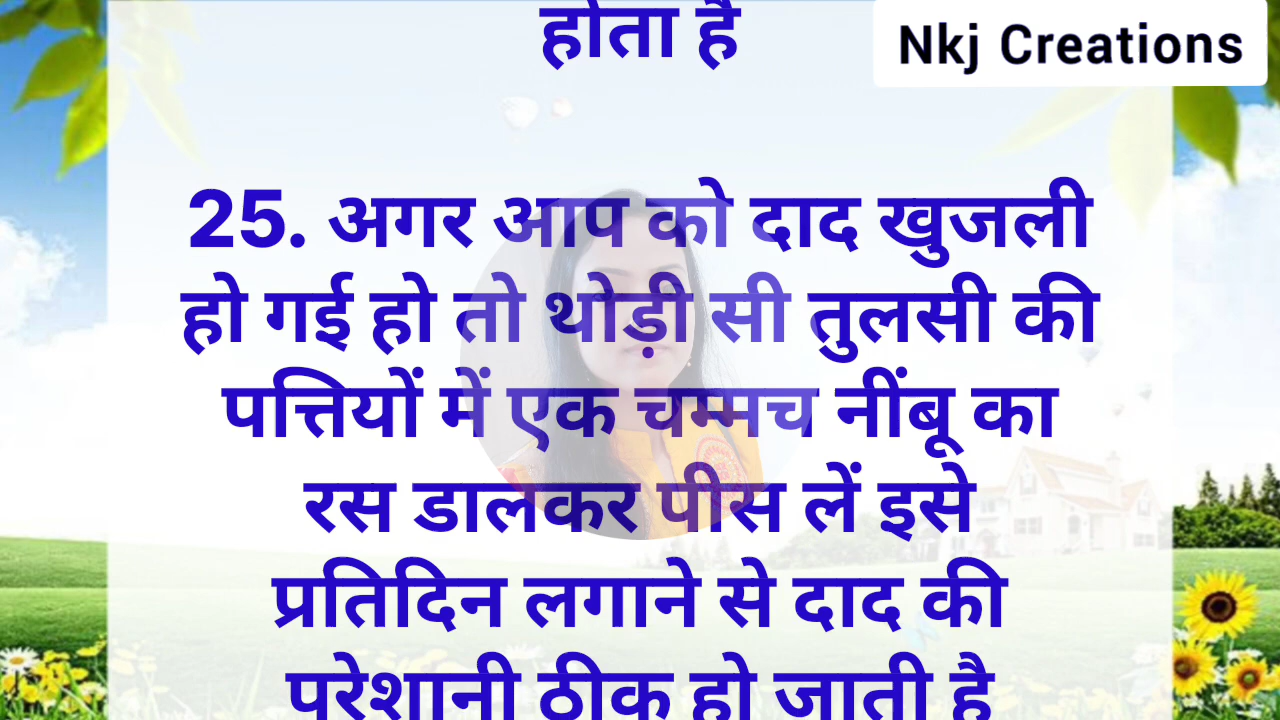 होता है
Nkj Creations
25. अगर आप को दाद खुजली
हो गई हो तो थोड़ी सी तुलसी की
पत्तियों में एक चम्मच नींबू का
रस डालकर पीस लें इसे
प्रतिदिन लगाने से दाद की
परेशानी ठीक हो जाती है